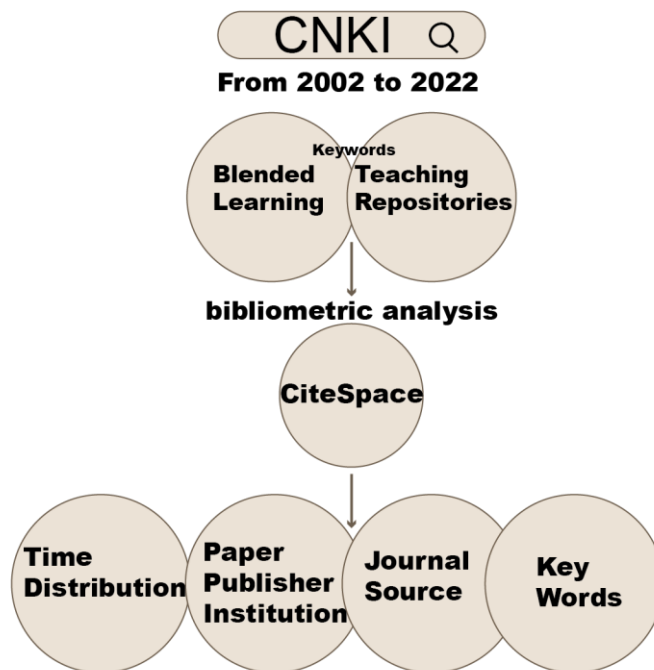 CNKI
From 2002 to 2022
Keywords
Blended
Learning
Teaching
Repositories
bibliometric analysis
CiteSpace
Time
Distribution
Paper
Publisher
Institution
Journal
Source
Key
Words